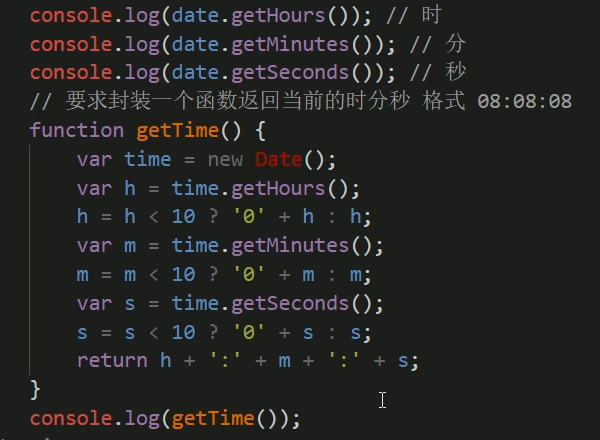 console.log(date.getHours()); // 时
console.log(date.getMinutes()); // 分
console.log(date.getSeconds()); // 秒
// 要求封装一个函数返回当前的时分秒 格式 08:08:08
function getTime() {
    var time = new Date();
    var h = time.getHours();
    h = h < 10 ? '0' + h : h;
    var m = time.getMinutes();
    m = m < 10 ? '0' + m : m;
    var s = time.getSeconds();
    s = s < 10 ? '0' + s : s;
    return h + ':' + m + ':' + s;
}
console.log(getTime());